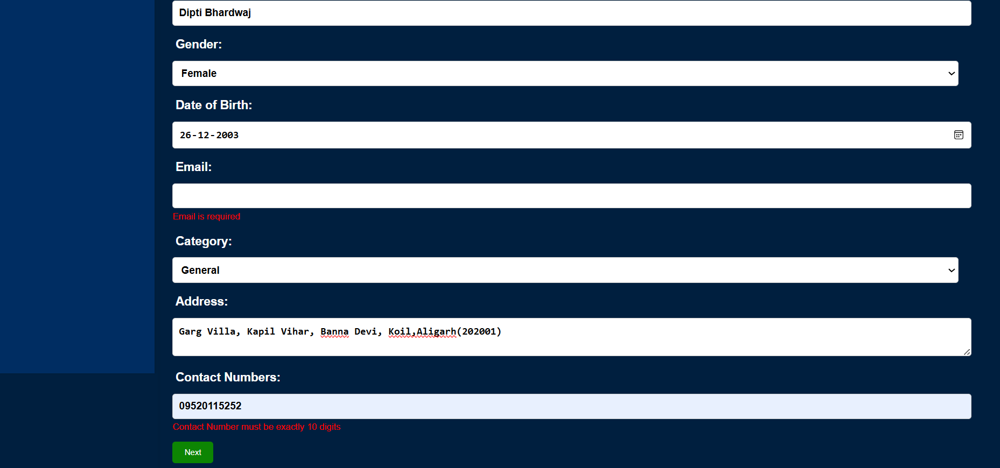 Dipti Bhardwaj
Gender:
Female
Date of Birth:
26-12-2003
Email:
Email is required
Category:
General
Address:
Garg Villa, Kapil Vihar, Banna Devi, Koil,Aligarh(202001)
Contact Numbers:
09520115252
Contact Number must be exactly 10 digits
Next